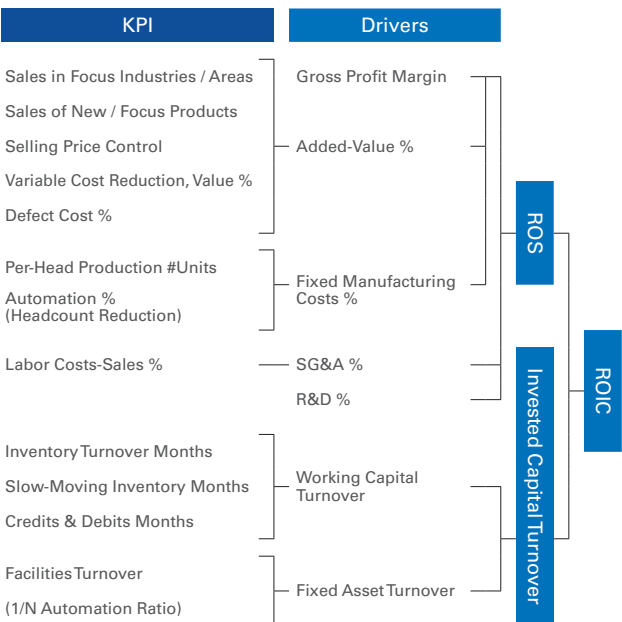 KPI
Drivers
Sales in Focus Industries / Areas
Sales of New / Focus Products
Selling Price Control
Variable Cost Reduction, Value %
Defect Cost %
Per-Head Production #Units
Automation %
(Headcount Reduction)
Labor Costs-Sales %
Inventory Turnover Months
Slow-Moving Inventory Months
Credits & Debits Months
Facilities Turnover
(1/N Automation Ratio)
Gross Profit Margin
Added-Value %
Fixed Manufacturing
Costs %
SG&A %
R&D %
Working Capital
Turnover
Fixed Asset Turnover
ROS
Invested Capital Turnover
ROIC